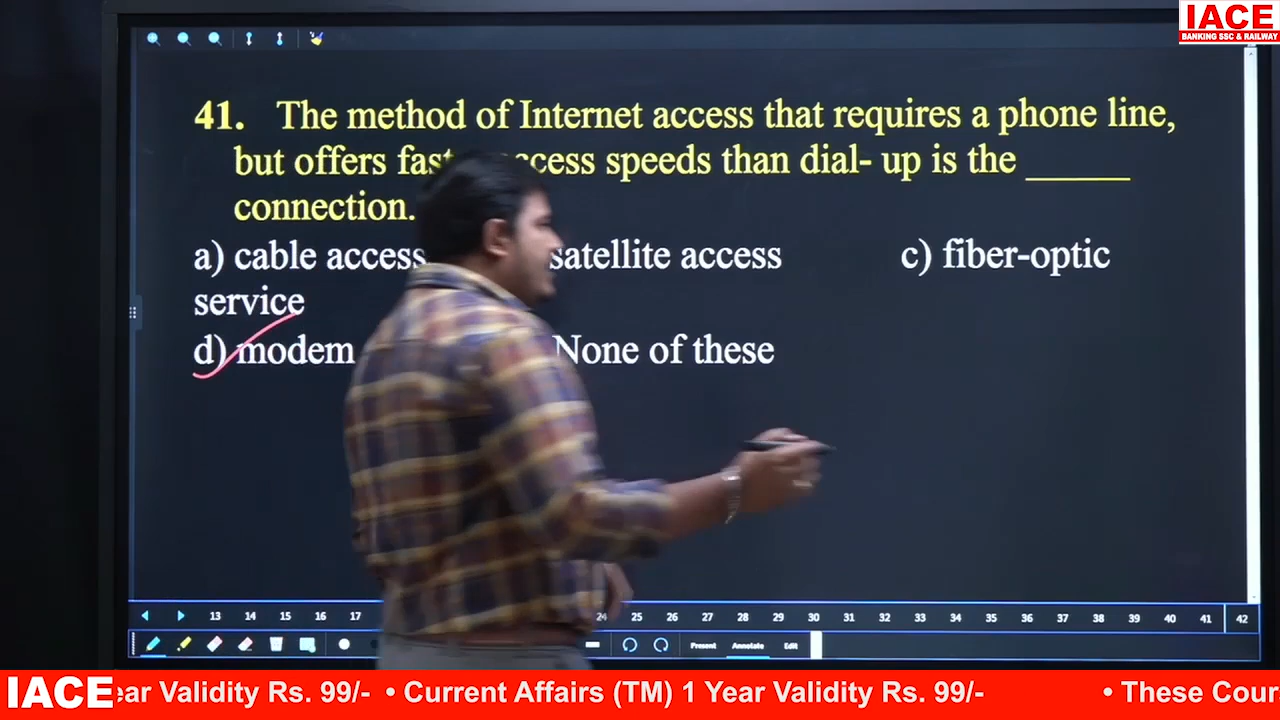 IACE
BANKING SSC & RAILWAY
41. The method of Internet access that requires a phone line,
but offers access speeds than dial- up is the ______
connection.
a) cable access satellite access c) fiber-optic
service
d) modem None of these
13 14 15 16 17 24 25 26 27 28 29 30 31 32 33 34 35 36 37 38 39 40 41 42
Present Annotate Edit
IACE ear Validity Rs. 99/- • Current Affairs (TM) 1 Year Validity Rs. 99/- • These Cour